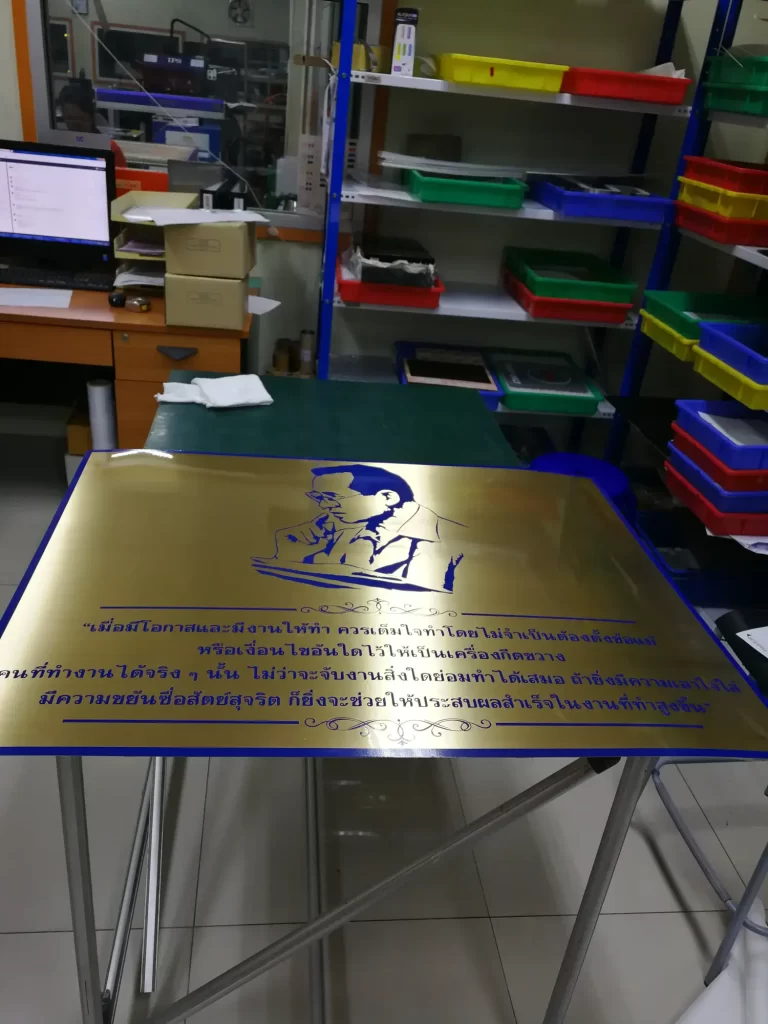 “เมื่อมีโอกาสและมีงานให้ทำ ควรเต็มใจทำโดยไม่จำเป็นต้องตั้งข้อแม้
หรือเงื่อนไขอันใดไว้ให้เป็นเครื่องกีดขวาง
คนที่ทำงานได้จริง ๆ นั้น ไม่ว่าจะจับงานสิ่งใดย่อมทำได้เสมอ ถ้ายิ่งมีความเอาใจใส่
มีความขยันซื่อสัตย์สุจริต ก็ยิ่งจะช่วยให้ประสบผลสำเร็จในงานที่ทำสูงขึ้น”